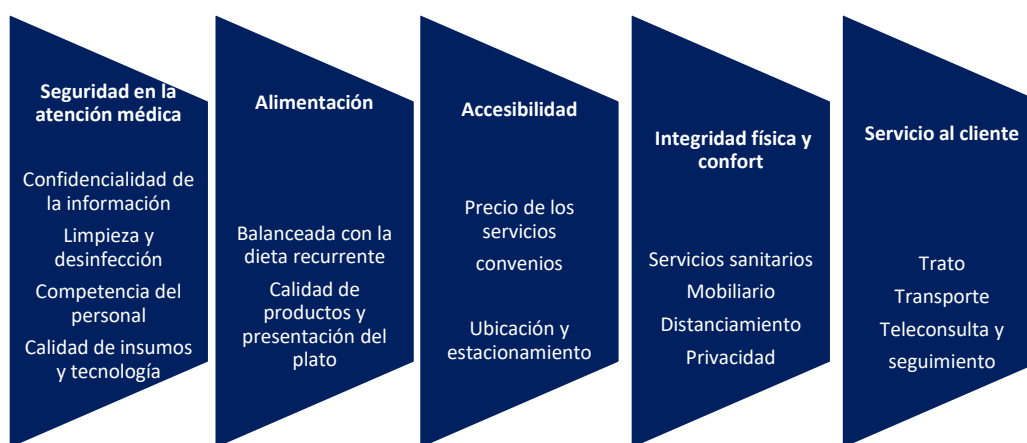 Seguridad en la
atención médica
Confidencialidad de
la información
Limpieza y
desinfección
Competencia del
personal
Calidad de insumos
y tecnología
Alimentación
Balanceada con la
dieta recurrente
Calidad de
productos y
presentación del
plato
Accesibilidad
Precio de los
servicios
convenios
Ubicación y
estacionamiento
Integridad física y
confort
Servicios sanitarios
Mobiliario
Distanciamiento
Privacidad
Servicio al cliente
Trato
Transporte
Teleconsulta y
seguimiento